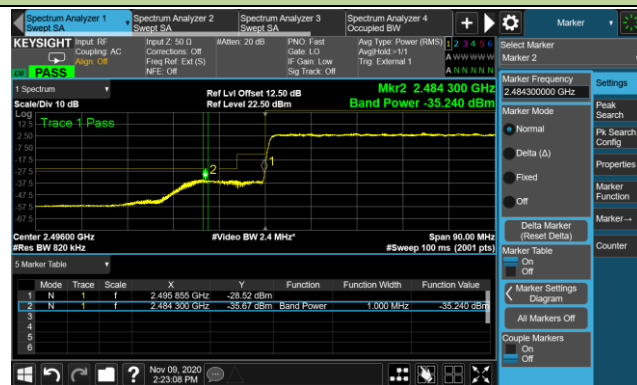 Spectrum Analyzer 1
Swept SA
Spectrum Analyzer 2
Swept SA
Spectrum Analyzer 3
Swept SA
Spectrum Analyzer 4
Occupied BW
+
Marker
KEYSIGHT
Input: RF
Coupling: AC
Align: Off
Input Z: 50 Ω
Corrections: Off
Freq Ref: Ext (S)
NFE: Off
#Atten: 20 dB
PNO: Fast
Gate: LO
IF Gain: Low
Sig Track: Off
Avg Type: Power (RMS)
Avg|Hold:>1/1
Trig: External 1
1 2 3 4 5 6
A W W W W W
A N N N N N
PASS
Select Marker
Marker 2
1 Spectrum
Scale/Div 10 dB
Ref Lvl Offset 12.50 dB
Ref Level 22.50 dBm
Mkr2 2.484 300 GHz
Band Power -35.240 dBm
Log
Trace 1 Pass
12.5
2.50
-7.50
-17.5
-27.5
-37.5
-47.5
-57.5
-67.5
2
1
Center 2.49600 GHz
#Res BW 820 kHz
#Video BW 2.4 MHz*
Span 90.00 MHz
#Sweep 100 ms (2001 pts)
5 Marker Table
Mode Trace Scale X Y Function Function Width Function Value
1 N 1 f 2.495 855 GHz -28.52 dBm
2 N 1 f 2.484 300 GHz -35.67 dBm Band Power 1.000 MHz -35.240 dBm
3
4
5
6
Marker Frequency
2.484300000 GHz
Marker Mode
Normal
Delta (Δ)
Fixed
Off
Delta Marker
(Reset Delta)
Marker Table
On
Off
Marker Settings
Diagram
All Markers Off
Couple Markers
On
Off
Settings
Peak
Search
Pk Search
Config
Properties
Marker
Function
Marker→
Counter
?
Nov 09, 2020
2:23:08 PM